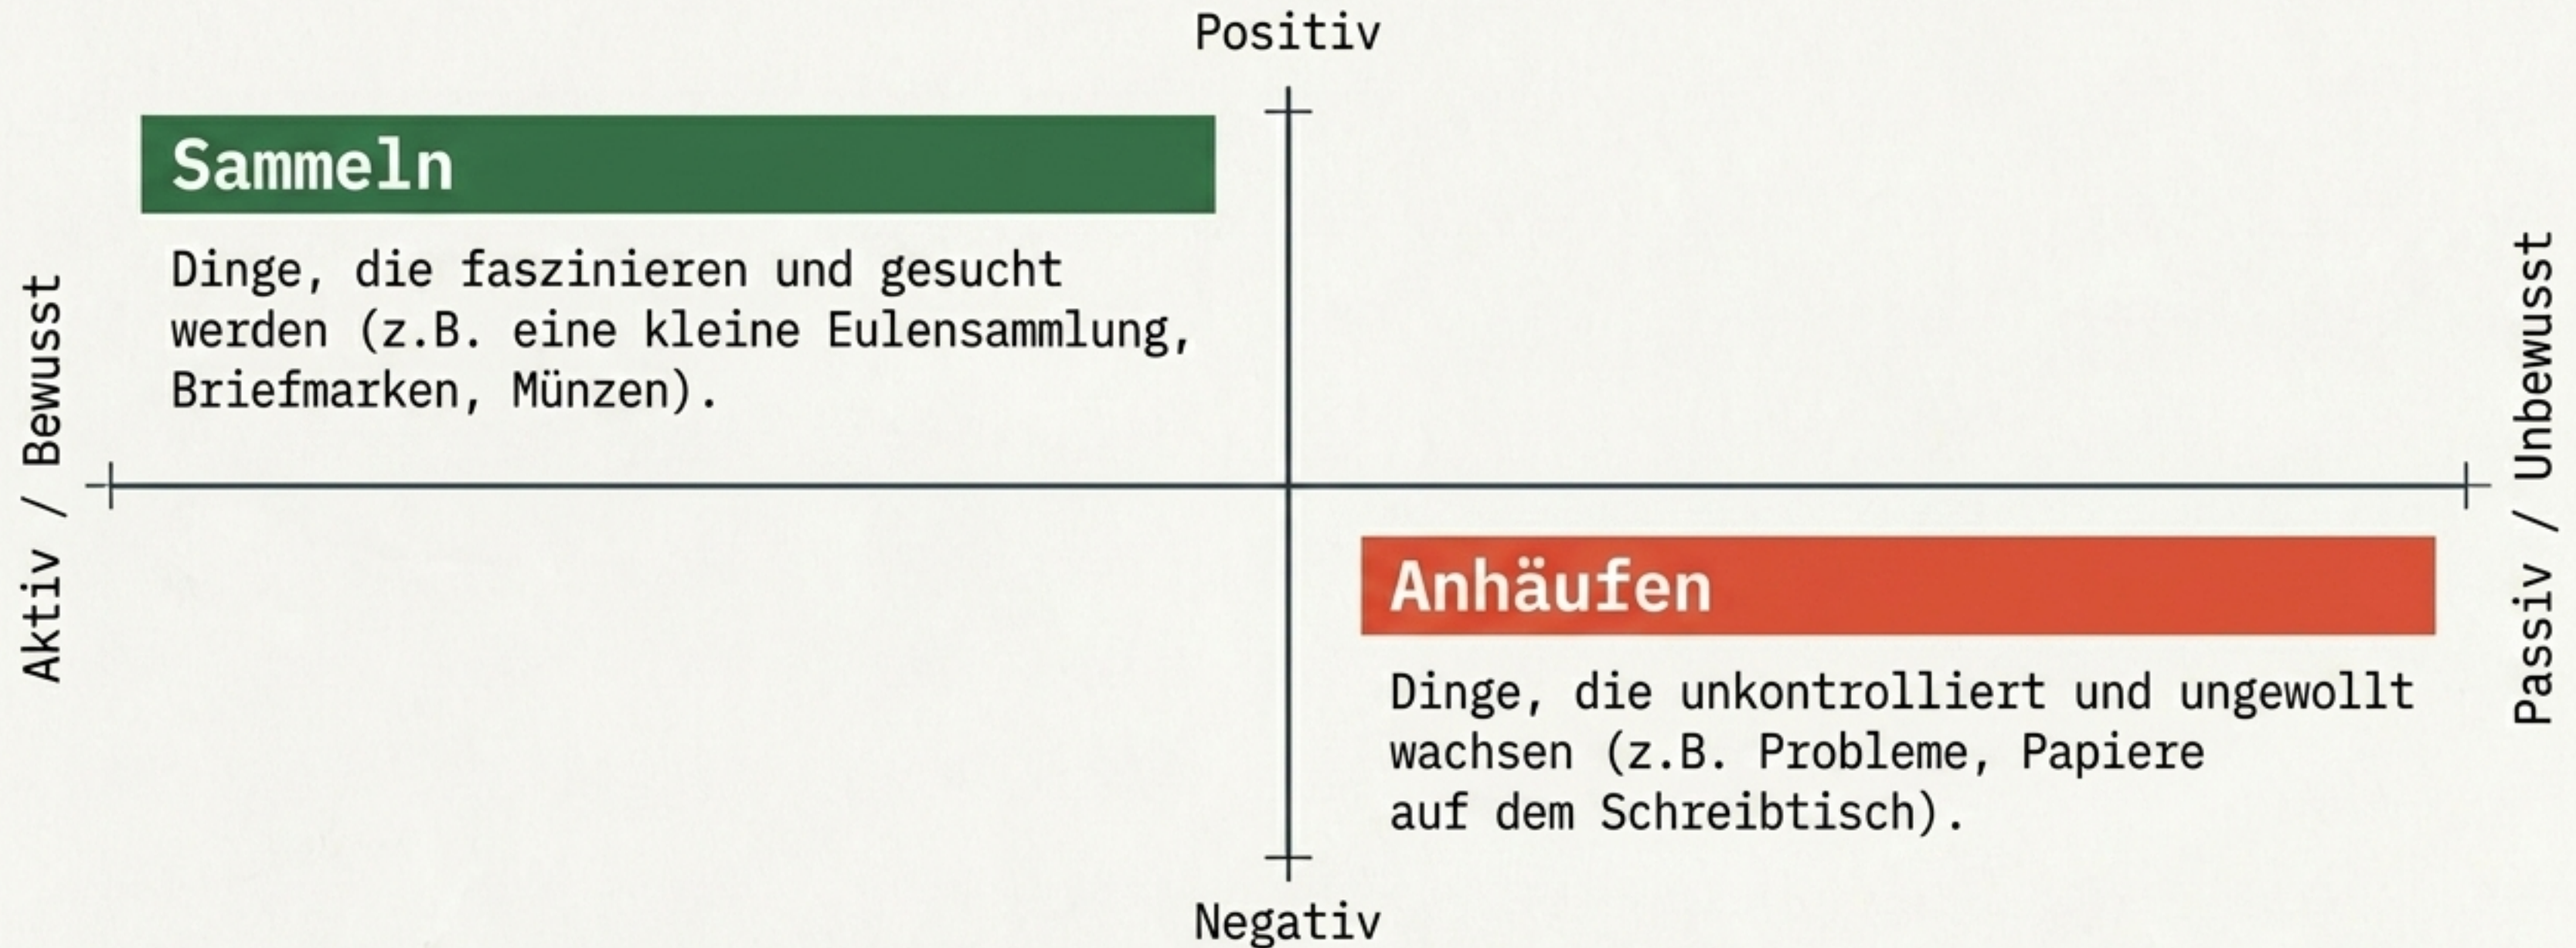 Positiv
Sammeln
Dinge, die faszinieren und gesucht
werden (z.B. eine kleine Eulensammlung,
Briefmarken, Münzen).
Aktiv / Bewusst
Passiv / Unbewusst
Anhäufen
Dinge, die unkontrolliert und ungewollt
wachsen (z.B. Probleme, Papiere
auf dem Schreibtisch).
Negativ